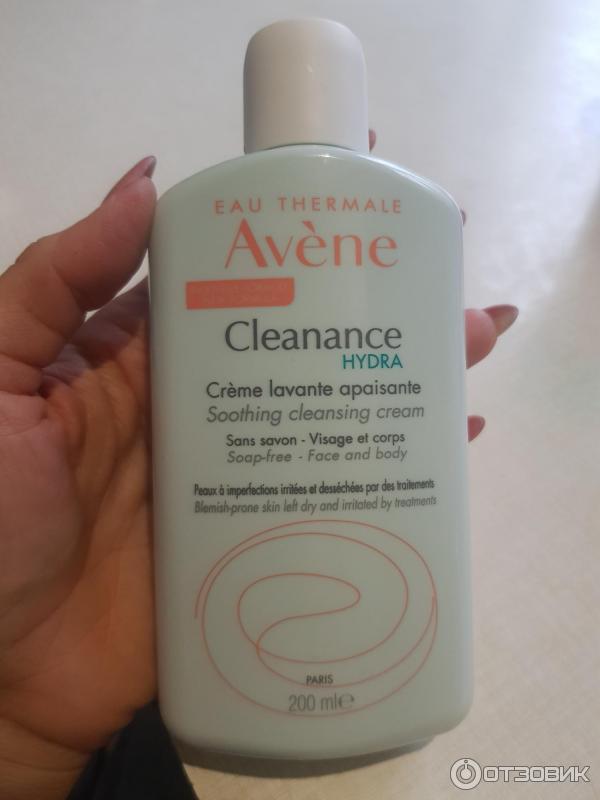 EAU THERMALE
Avène
Cleanance
HYDRA
Crème lavante apaisante
Soothing cleansing cream
Sans savon - Visage et corps
Soap-free - Face and body
Peaux à imperfections irritées et desséchées par des traitements
Blemish-prone skin left dry and irritated by treatments
PARIS
200 ml℮
ОТЗОВИК